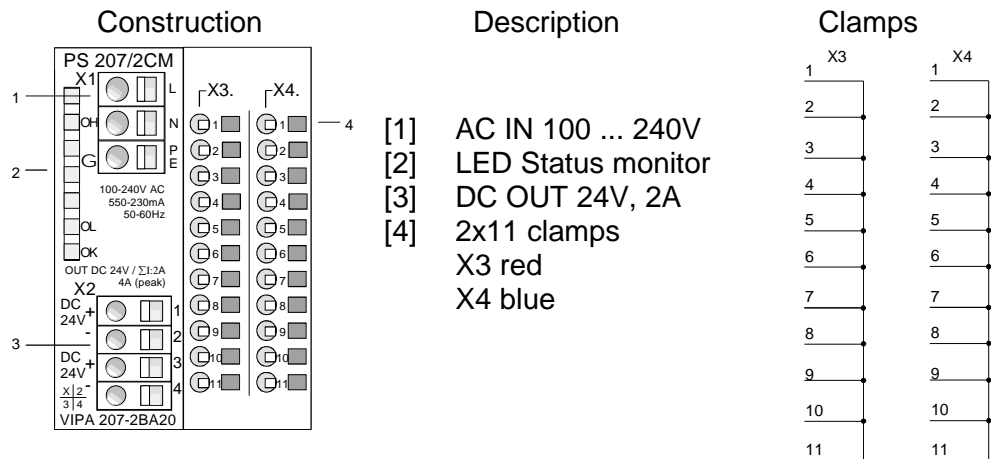 Construction
Description
Clamps
PS 207/2CM
X1
L
OH
N
G
P
E
100-240V AC
550-230mA
50-60Hz
OL
OK
OUT DC 24V / ∑I:2A
4A (peak)
X2
DC
24V
+
1
-
2
DC
24V
+
3
-
4
X 2
3 4
VIPA 207-2BA20
X3.
X4.
1 1
2 2
3 3
4 4
5 5
6 6
7 7
8 8
9 9
10 10
11 11
1
2
3
4
[1] AC IN 100 ... 240V
[2] LED Status monitor
[3] DC OUT 24V, 2A
[4] 2x11 clamps
X3 red
X4 blue
X3
X4
1 1
2 2
3 3
4 4
5 5
6 6
7 7
8 8
9 9
10 10
11 11